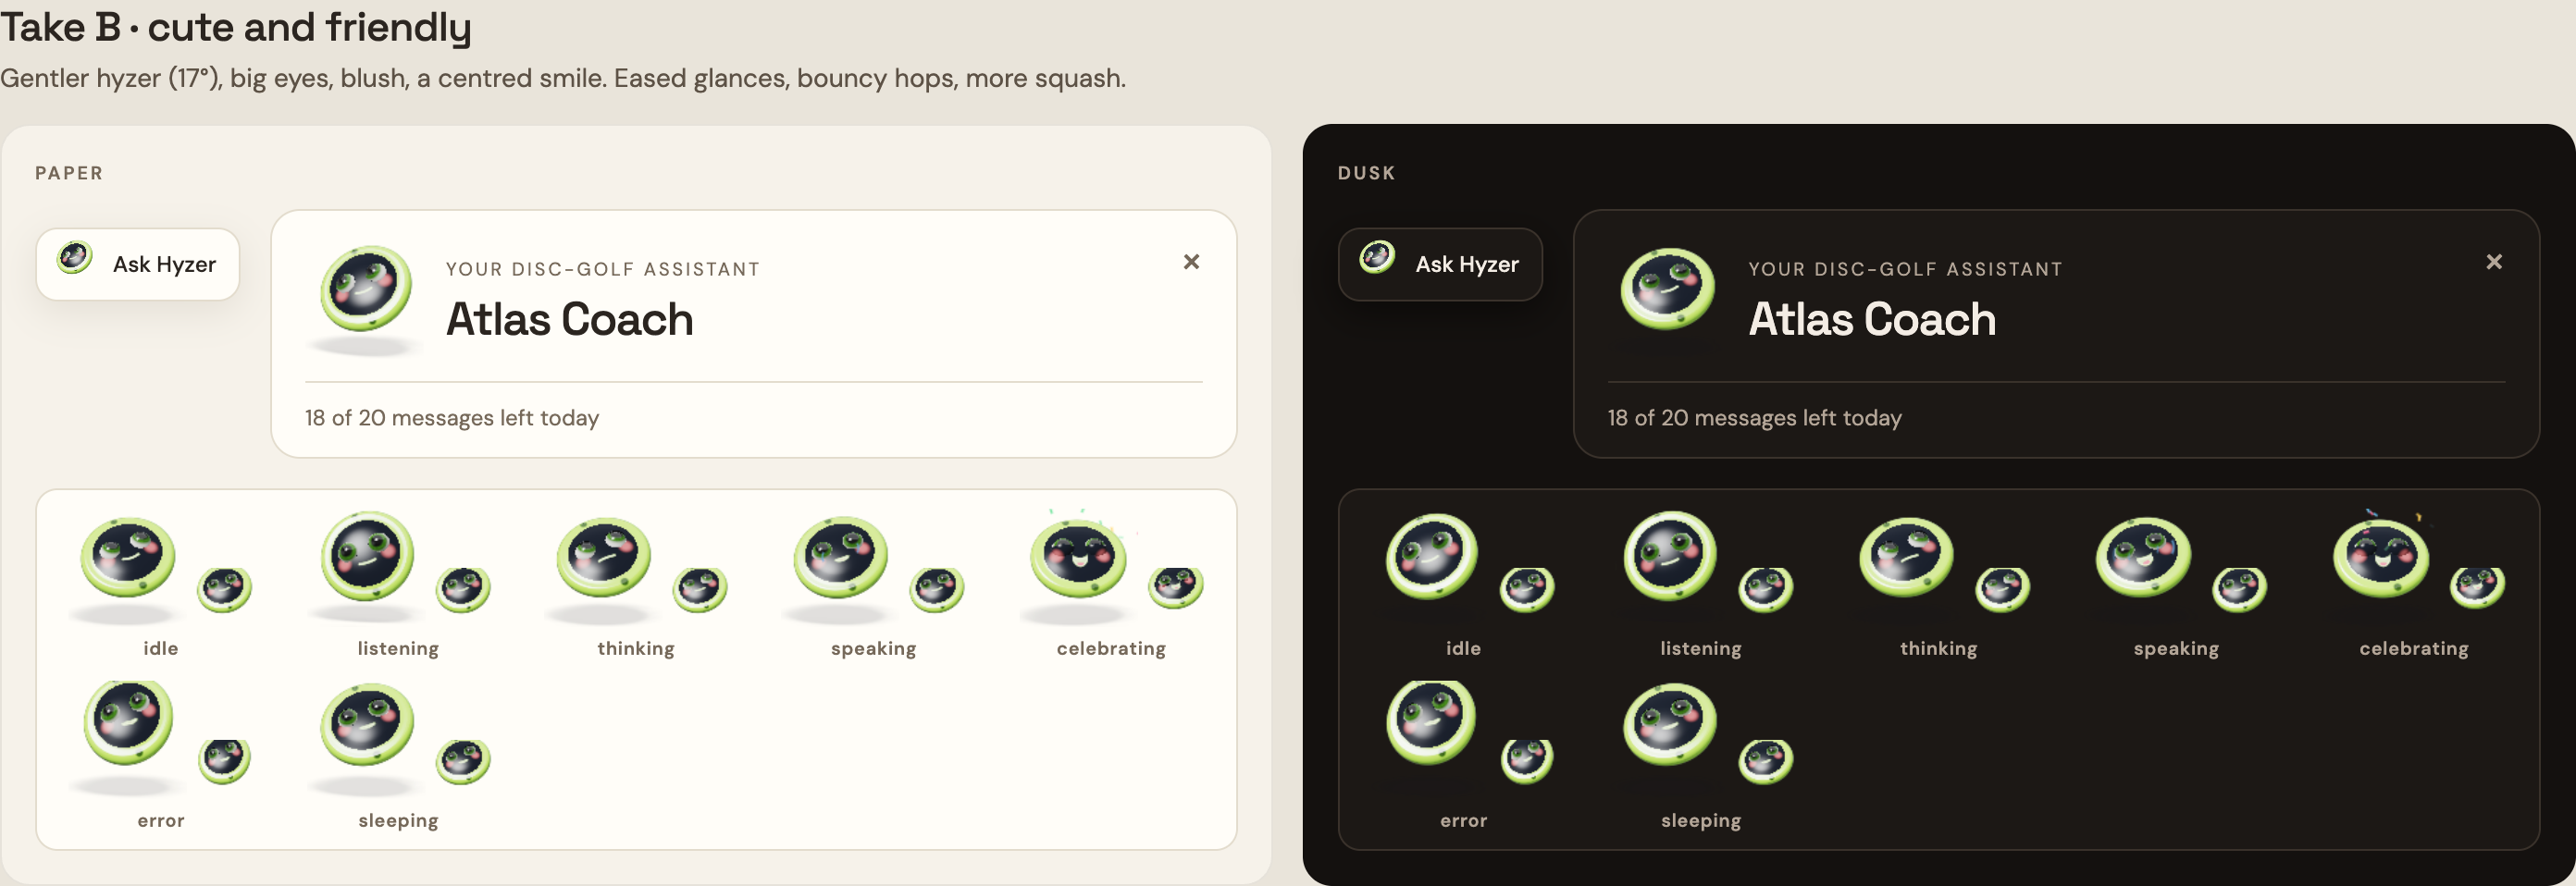 Take B · cute and friendly
Gentler hyzer (17°), big eyes, blush, a centred smile. Eased glances, bouncy hops, more squash.
PAPER
Ask Hyzer
YOUR DISC-GOLF ASSISTANT
Atlas Coach
×
18 of 20 messages left today
idle
listening
thinking
speaking
celebrating
error
sleeping
DUSK
Ask Hyzer
YOUR DISC-GOLF ASSISTANT
Atlas Coach
×
18 of 20 messages left today
idle
listening
thinking
speaking
celebrating
error
sleeping